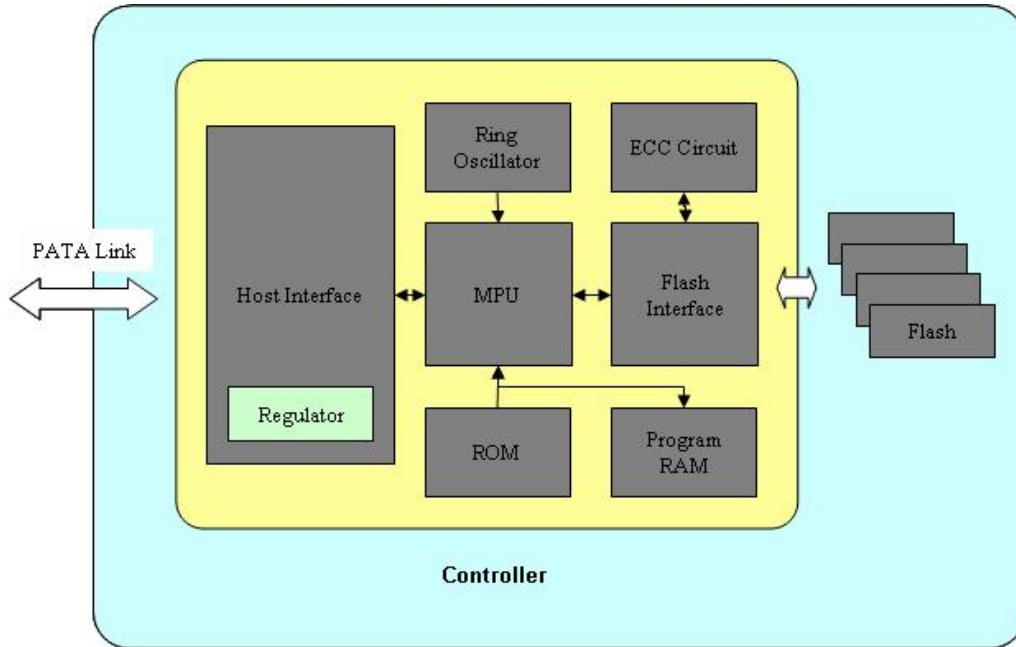 PATA Link
Host Interface
Regulator
Ring
Oscillator
MPU
ROM
ECC Circuit
Flash
Interface
Program
RAM
Flash
Controller